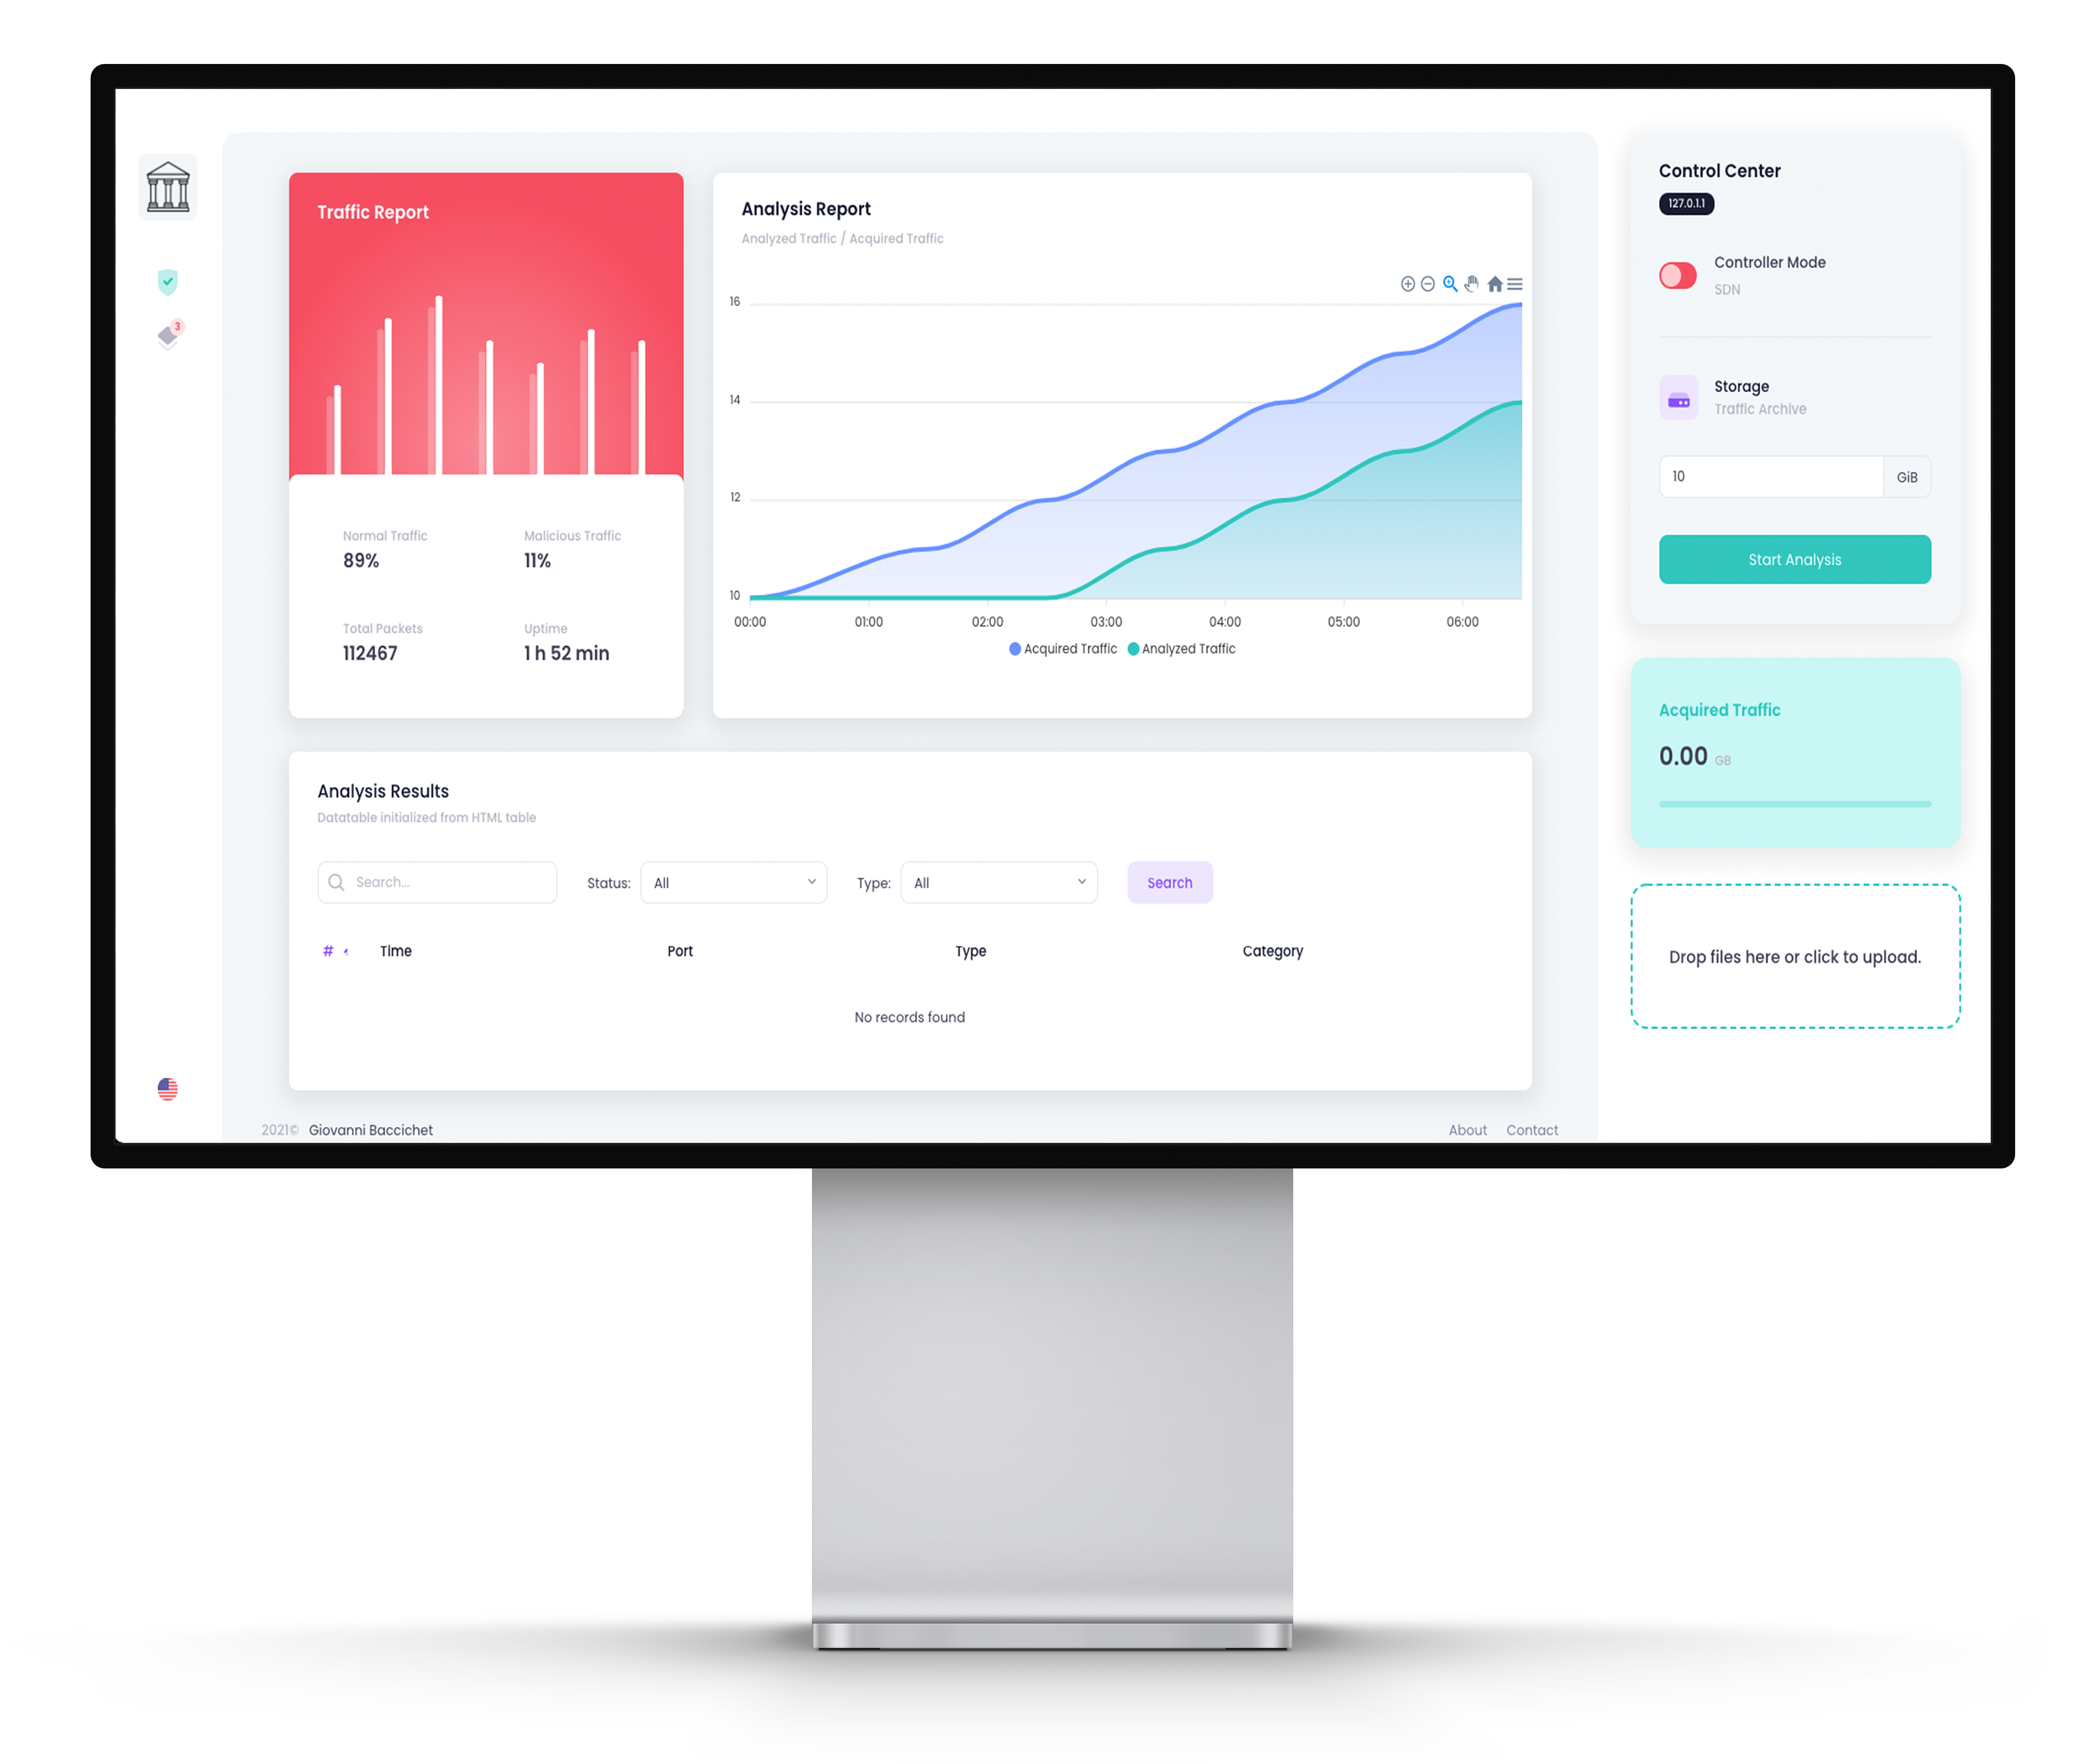 3
Traffic Report
Normal Traffic
89%
Malicious Traffic
11%
Total Packets
112467
Uptime
1 h 52 min
Analysis Report
Analyzed Traffic / Acquired Traffic
16
14
12
10
00:00 01:00 02:00 03:00 04:00 05:00 06:00
Acquired Traffic Analyzed Traffic
Analysis Results
Datatable initialized from HTML table
Search... Status: All Type: All Search
# Time Port Type Category
No records found
2021© Giovanni Baccichet About Contact
Control Center
127.0.1.1
Controller Mode
SDN
Storage
Traffic Archive
10 GiB
Start Analysis
Acquired Traffic
0.00 GB
Drop files here or click to upload.